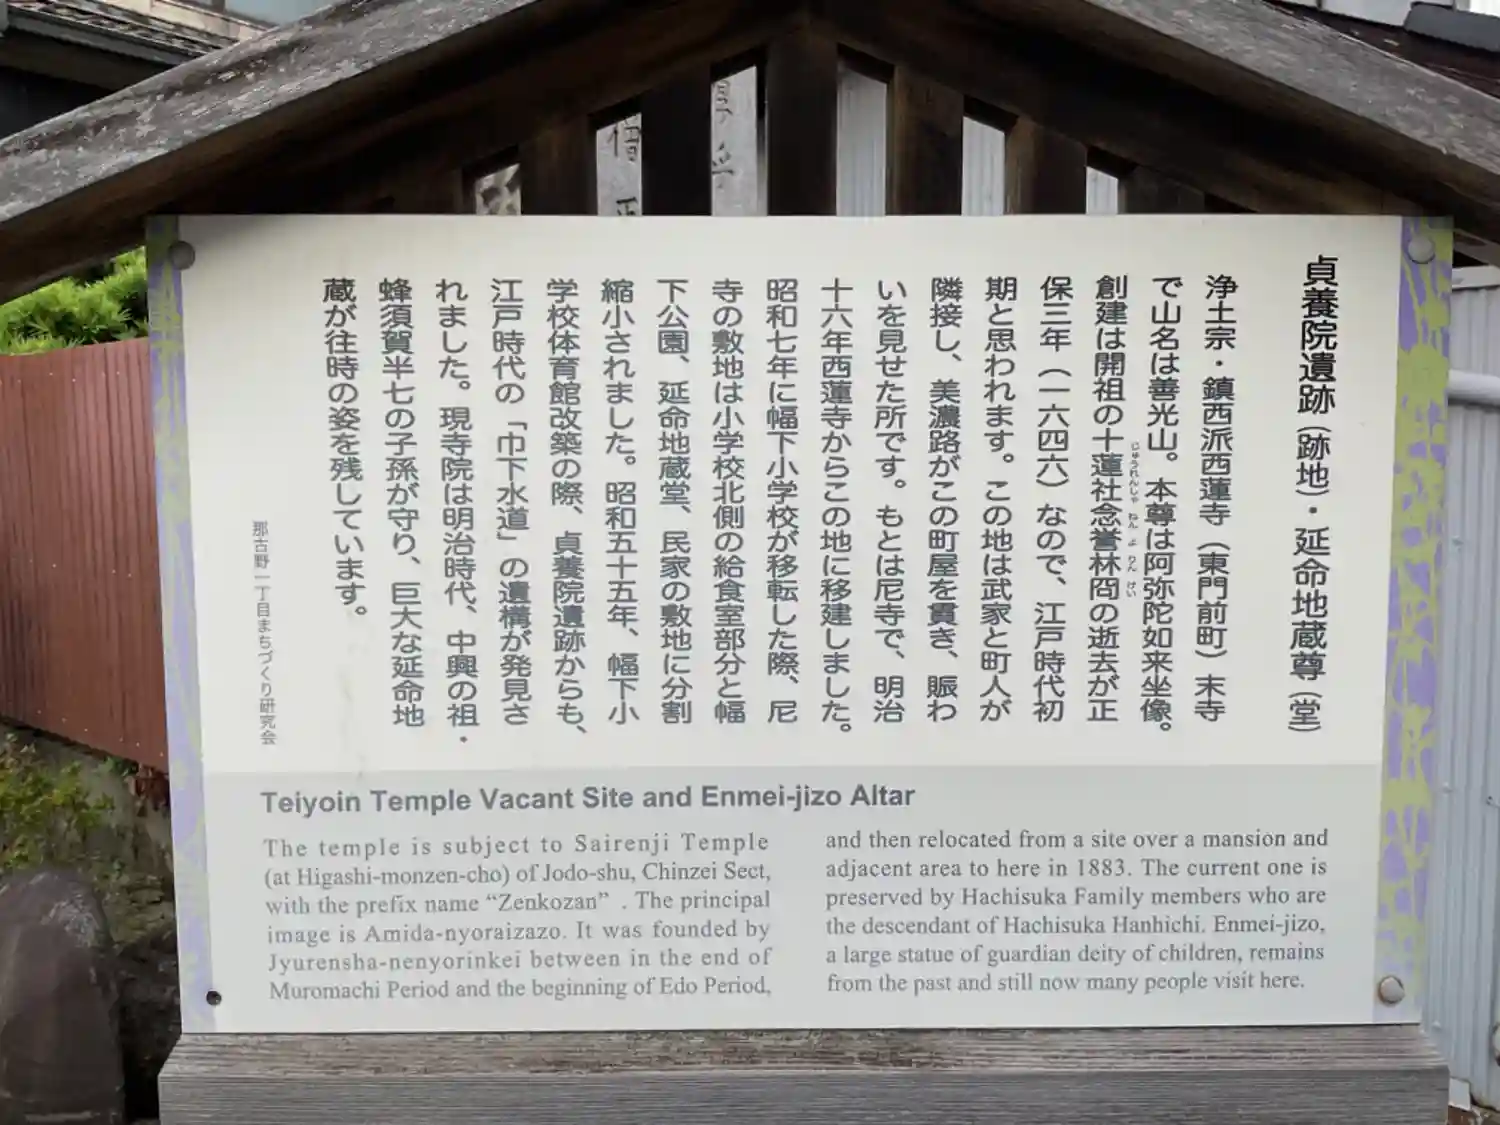 貞養院遺跡（跡地）・延命地蔵尊（堂）
浄土宗・鎮西派西蓮寺（東門前町）末寺
で山名は善光山。本尊は阿弥陀如来坐像。
創建は開祖の十蓮社念誉林冏の逝去が正
じゅうれんしゃ ねん よ りん けい
保三年（一六四六）なので、江戸時代初
期と思われます。この地は武家と町人が
隣接し、美濃路がこの町屋を貫き、賑わ
いを見せた所です。もとは尼寺で、明治
十六年西蓮寺からこの地に移建しました。
昭和七年に幅下小学校が移転した際、尼
寺の敷地は小学校北側の給食室部分と幅
下公園、延命地蔵堂、民家の敷地に分割
縮小されました。昭和五十五年、幅下小
学校体育館改築の際、貞養院遺跡からも、
江戸時代の「巾下水道」の遺構が発見さ
れました。現寺院は明治時代、中興の祖・
蜂須賀半七の子孫が守り、巨大な延命地
蔵が往時の姿を残しています。
那古野一丁目まちづくり研究会
Teiyoin Temple Vacant Site and Enmei-jizo Altar
The temple is subject to Sairenji Temple
(at Higashi-monzen-cho) of Jodo-shu, Chinzei Sect,
with the prefix name “Zenkozan” . The principal
image is Amida-nyoraizazo. It was founded by
Jyurensha-nenyorinkei between in the end of
Muromachi Period and the beginning of Edo Period,
and then relocated from a site over a mansion and
adjacent area to here in 1883. The current one is
preserved by Hachisuka Family members who are
the descendant of Hachisuka Hanhichi. Enmei-jizo,
a large statue of guardian deity of children, remains
from the past and still now many people visit here.